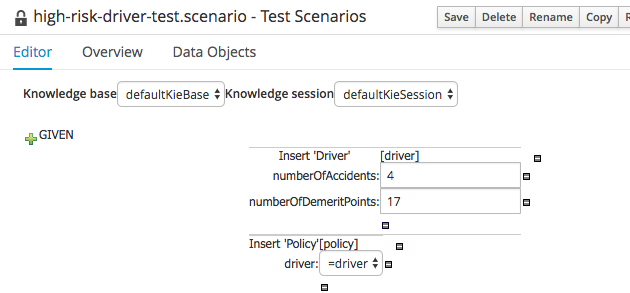 high-risk-driver-test.scenario - Test Scenarios Save Delete Rename Copy R
Editor Overview Data Objects
Knowledge base defaultKieBase Knowledge session defaultKieSession
GIVEN
Insert 'Driver' [driver]
numberOfAccidents: 4
numberOfDemeritPoints: 17
Insert 'Policy'[policy]
driver: =driver